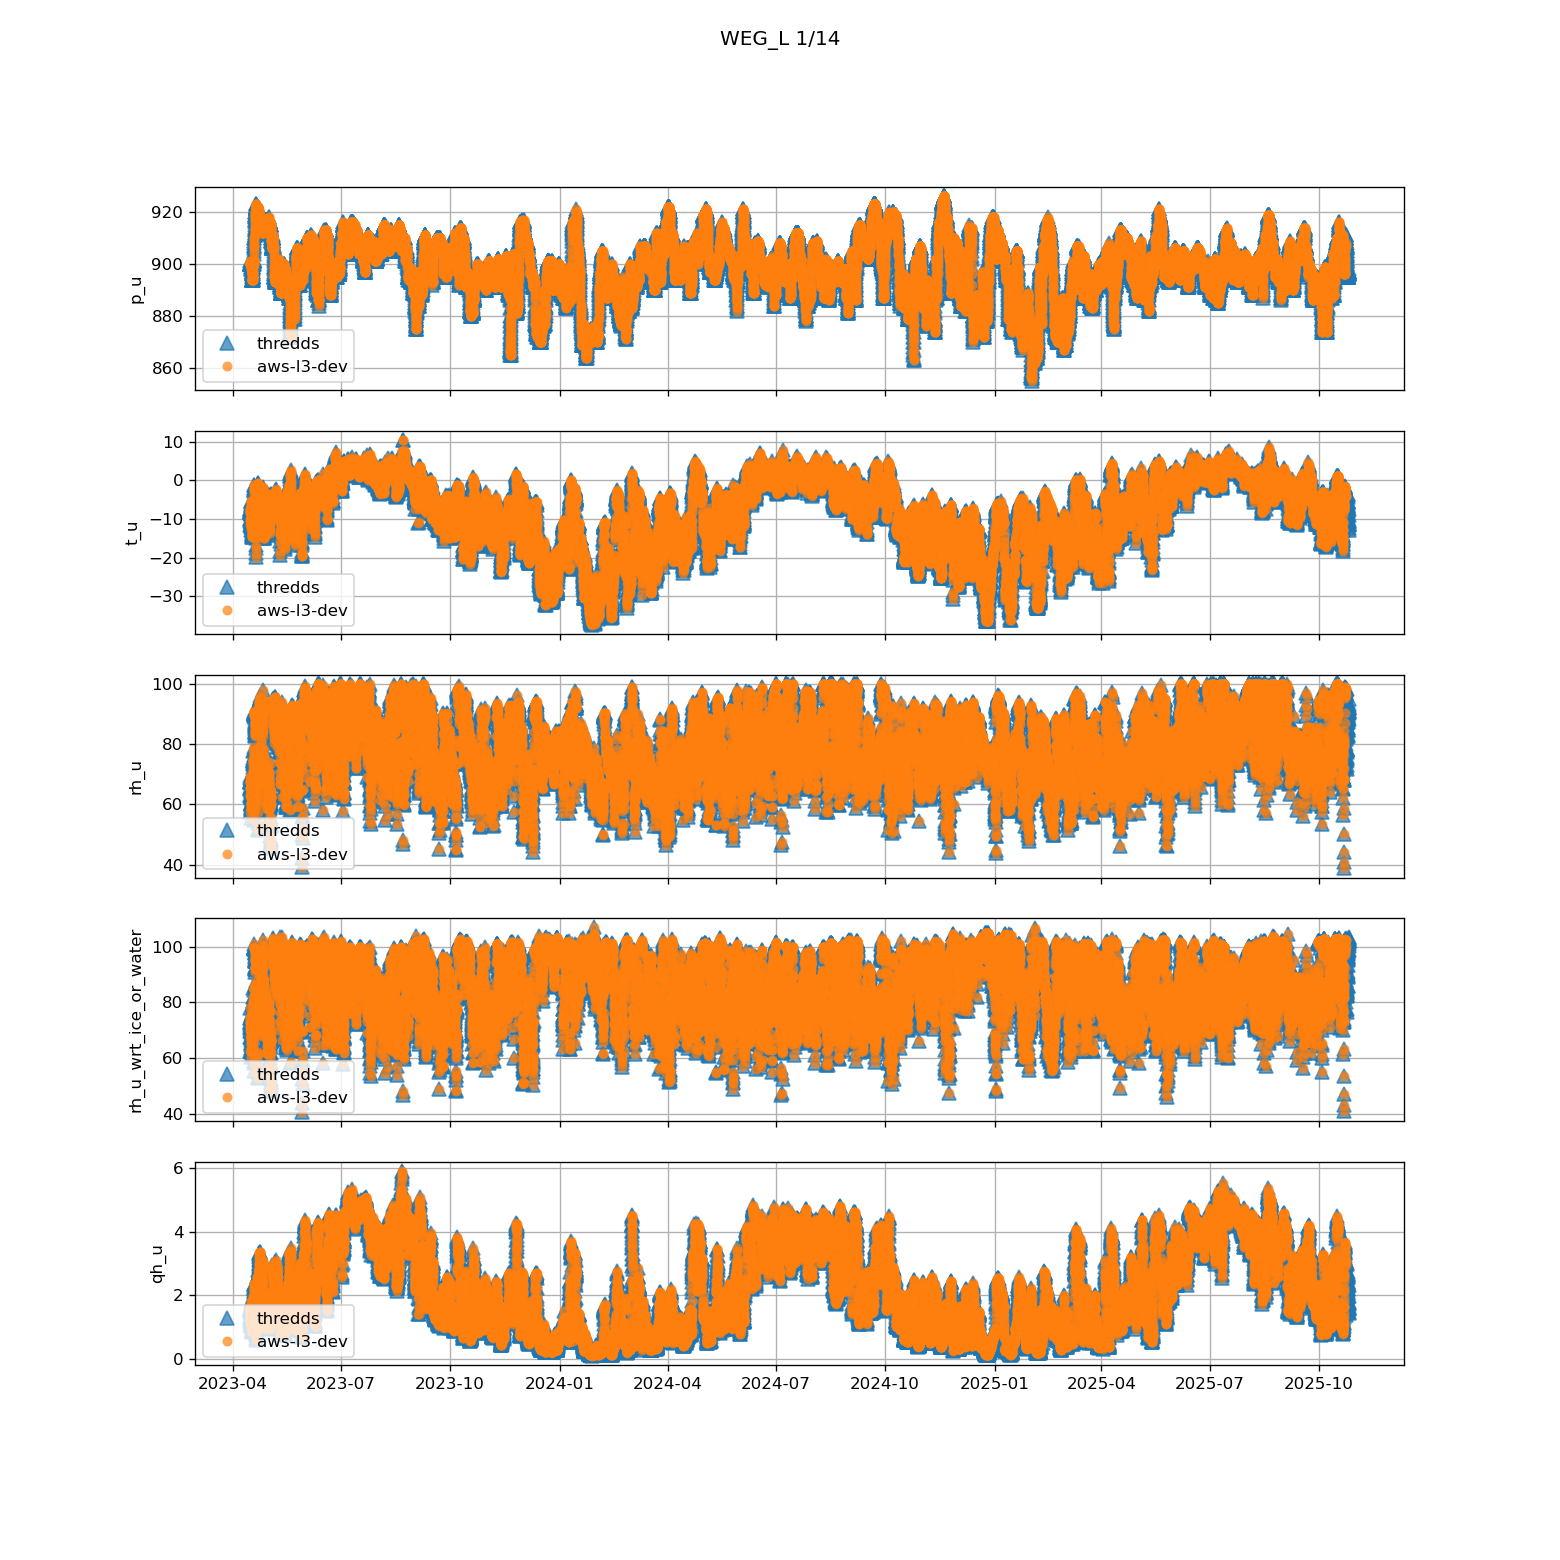 WEG_L 1/14
920
900
880
860
p_u
thredds
aws-l3-dev
10
0
−10
−20
−30
t_u
thredds
aws-l3-dev
100
80
60
40
rh_u
thredds
aws-l3-dev
100
80
60
40
rh_u_wrt_ice_or_water
thredds
aws-l3-dev
6
4
2
0
qh_u
thredds
aws-l3-dev
2023-04 2023-07 2023-10 2024-01 2024-04 2024-07 2024-10 2025-01 2025-04 2025-07 2025-10